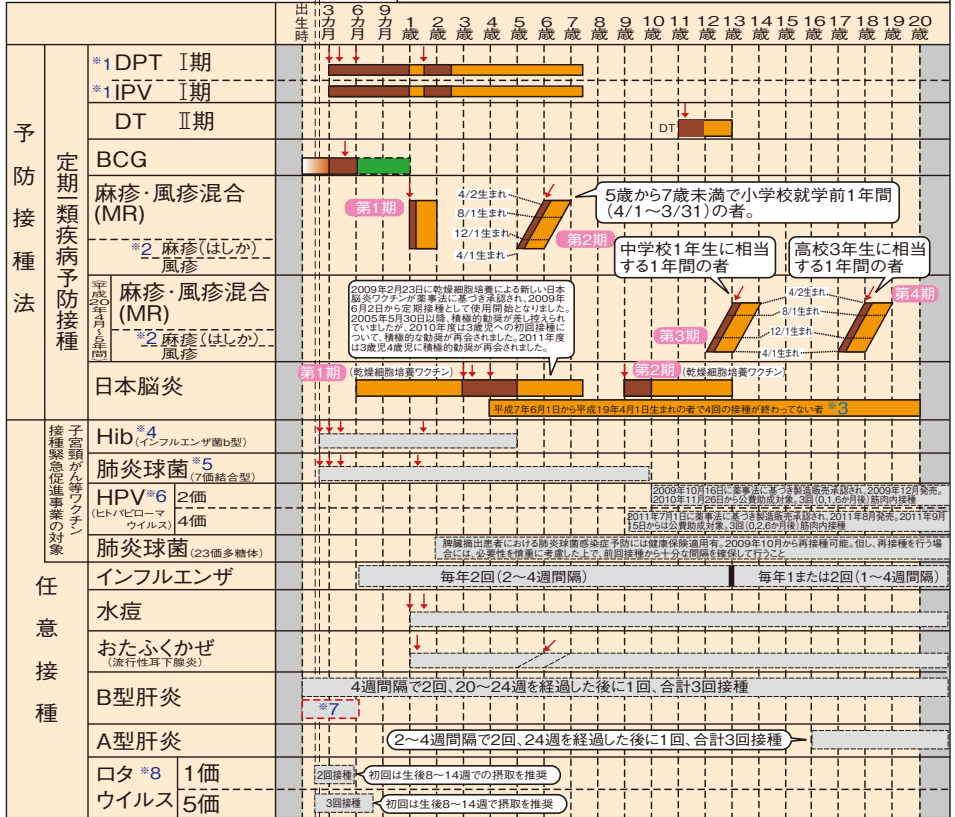 出生時 3カ月 6カ月 9カ月 1歳 2歳 3歳 4歳 5歳 6歳 7歳 9歳 10歳 11歳 12歳 13歳 14歳 15歳 16歳 17歳 18歳 19歳 20歳
予防接種法
定期一類疾病予防接種
※1 DPT Ⅰ期
※1 IPV Ⅰ期
DT Ⅱ期
DT
BCG
麻疹・風疹混合
(MR)
※2 麻疹(はしか)
風疹
第1期
4/2生まれ
8/1生まれ
12/1生まれ
4/1生まれ
第2期
5歳から7歳未満で小学校就学前1年間
(4/1〜3/31)の者。
中学校1年生に相当
する1年間の者
高校3年生に相当
する1年間の者
麻疹・風疹混合
(MR)
※2 麻疹(はしか)
風疹
2009年2月23日に乾燥細胞培養による新しい日本
脳炎ワクチンが薬事法に基づき承認され、2009年
6月2日から定期接種として使用開始となりました。
2005年5月30日以降、積極的勧奨が差し控えられ
ていましたが、2010年度は3歳児への初回接種に
ついて、積極的な勧奨が再会されました。2011年度
は3歳児4歳児に積極的勧奨が再会されました。
第3期
4/2生まれ
8/1生まれ
12/1生まれ
4/1生まれ
第4期
日本脳炎
第1期 (乾燥細胞培養ワクチン)
第2期 (乾燥細胞培養ワクチン)
平成7年6月1日から平成19年4月1日生まれの者で4回の接種が終わってない者 ※3
子宮頸がん等ワクチン
接種緊急促進事業の対象
Hib ※4 (インフルエンザ菌b型)
肺炎球菌 ※5
(7価結合型)
HPV ※6
(ヒトパピローマ
ウイルス)
2価
2009年10月16日に薬事法に基づき製造販売承認され、2009年12月発売。
2010年11月26日から公費助成対象。3回(0,1,6か月後)筋肉内接種
4価
2011年7月1日に薬事法に基づき製造販売承認され、2011年8月発売。2011年9月
15日からは公費助成対象。3回(0,2,6か月後)筋肉内接種
任意接種
肺炎球菌(23価多糖体)
脾臓摘出患者における肺炎球菌感染症予防には健康保険適用有。2009年10月から再接種可能。但し、再接種を行う場
合には、必要性を慎重に考慮した上で、前回接種から十分な間隔を確保して行うこと
インフルエンザ
毎年2回(2〜4週間隔)
毎年1または2回(1〜4週間隔)
水痘
おたふくかぜ
(流行性耳下腺炎)
B型肝炎
4週間隔で2回、20〜24週を経過した後に1回、合計3回接種
※7
A型肝炎
2〜4週間隔で2回、24週を経過した後に1回、合計3回接種
ロタ ※8
ウイルス
1価
2回接種 初回は生後8〜14週での摂取を推奨
5価
3回接種 初回は生後8〜14週で摂取を推奨